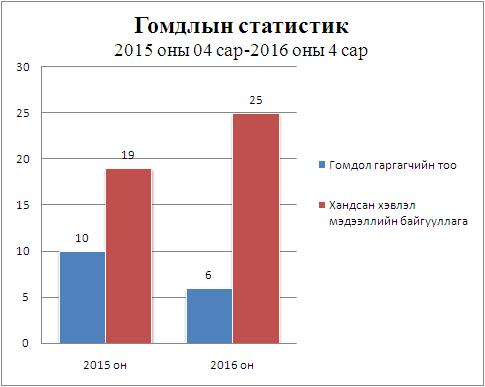 Гомдлын статистик
2015 оны 04 сар-2016 оны 4 сар
30
25
20
15
10
5
0
10
19
6
25
2015 он
2016 он
Гомдол гаргагчийн тоо
Хандсан хэвлэл
мэдээллийн байгууллага